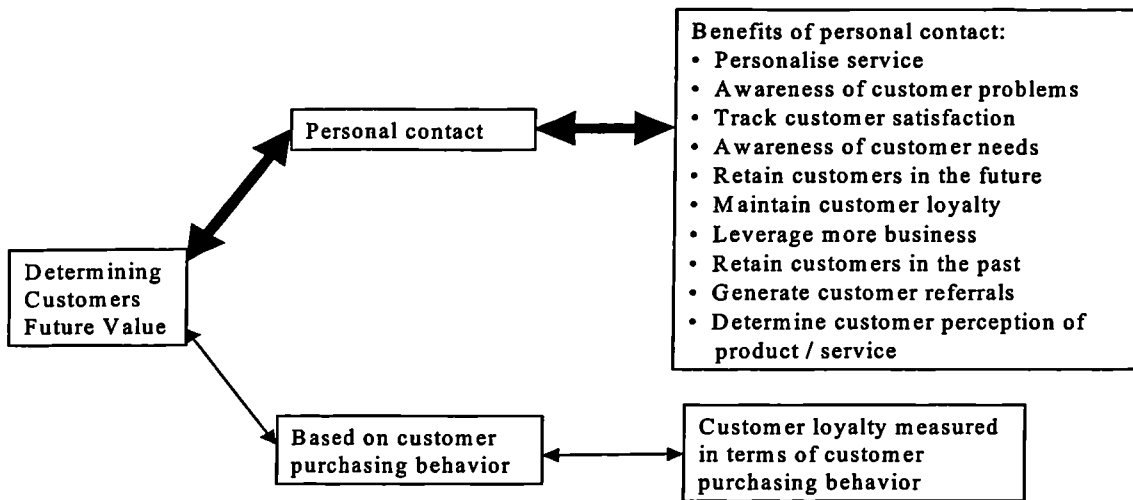 Benefits of personal contact:
• Personalise service
• Awareness of customer problems
• Track customer satisfaction
• Awareness of customer needs
• Retain customers in the future
• Maintain customer loyalty
• Leverage more business
• Retain customers in the past
• Generate customer referrals
• Determine customer perception of
product / service
Personal contact
Determining
Customers
Future Value
Based on customer
purchasing behavior
Customer loyalty measured
in terms of customer
purchasing behavior